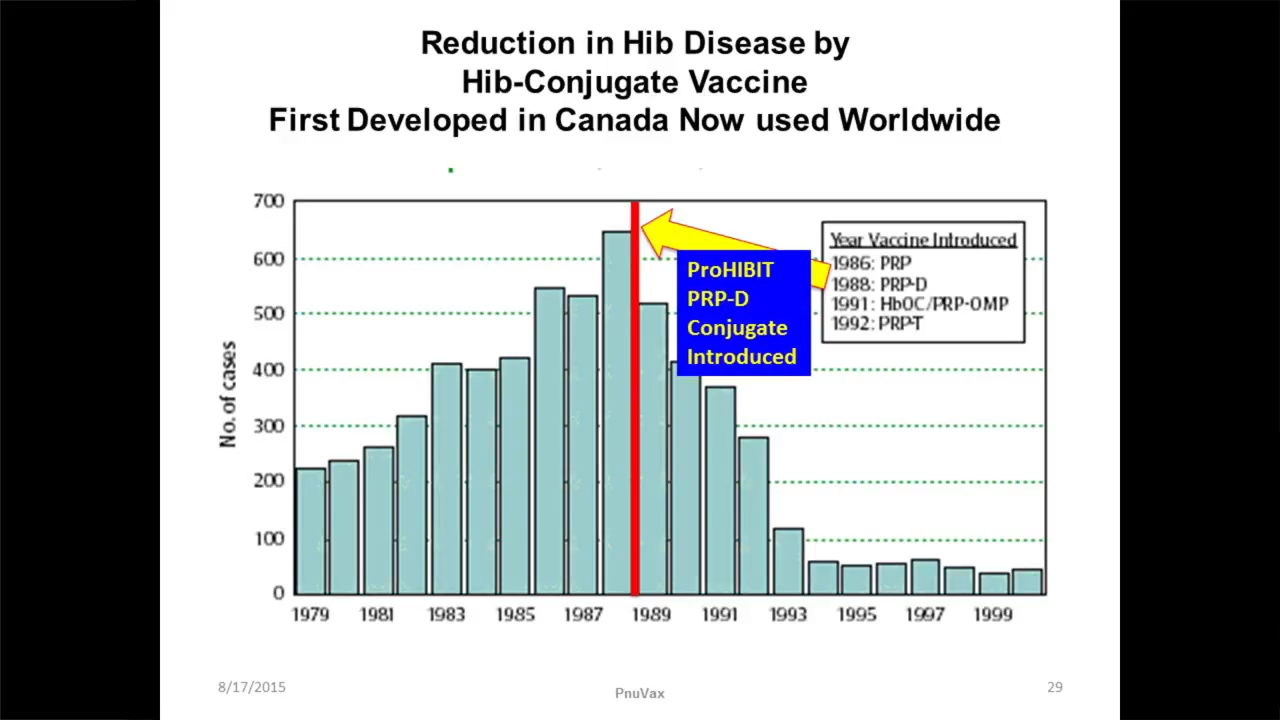 Reduction in Hib Disease by
Hib-Conjugate Vaccine
First Developed in Canada Now used Worldwide
700
600
500
400
300
200
100
0
No. of cases
ProHIBIT
PRP-D
Conjugate
Introduced
Year Vaccine Introduced
1986: PRP
1988: PRP-D
1991: HbOC/PRP-OMP
1992: PRP-T
1979 1981 1983 1985 1987 1989 1991 1993 1995 1997 1999
8/17/2015
PnuVax
29